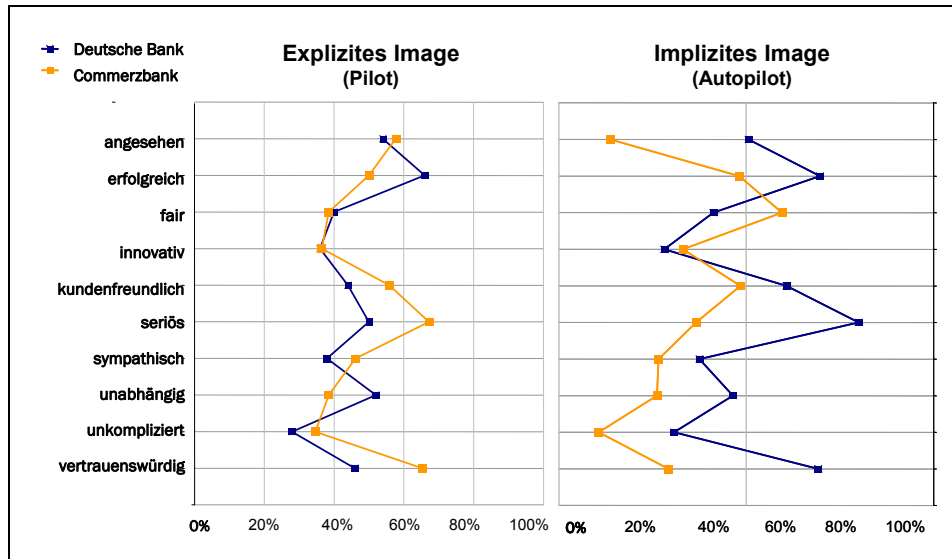 Deutsche Bank
Commerzbank
Explizites Image
(Pilot)
Implizites Image
(Autopilot)
angesehen
erfolgreich
fair
innovativ
kundenfreundlich
seriös
sympathisch
unabhängig
unkompliziert
vertrauenswürdig
0% 20% 40% 60% 80% 100%
0% 20% 40% 60% 80% 100%